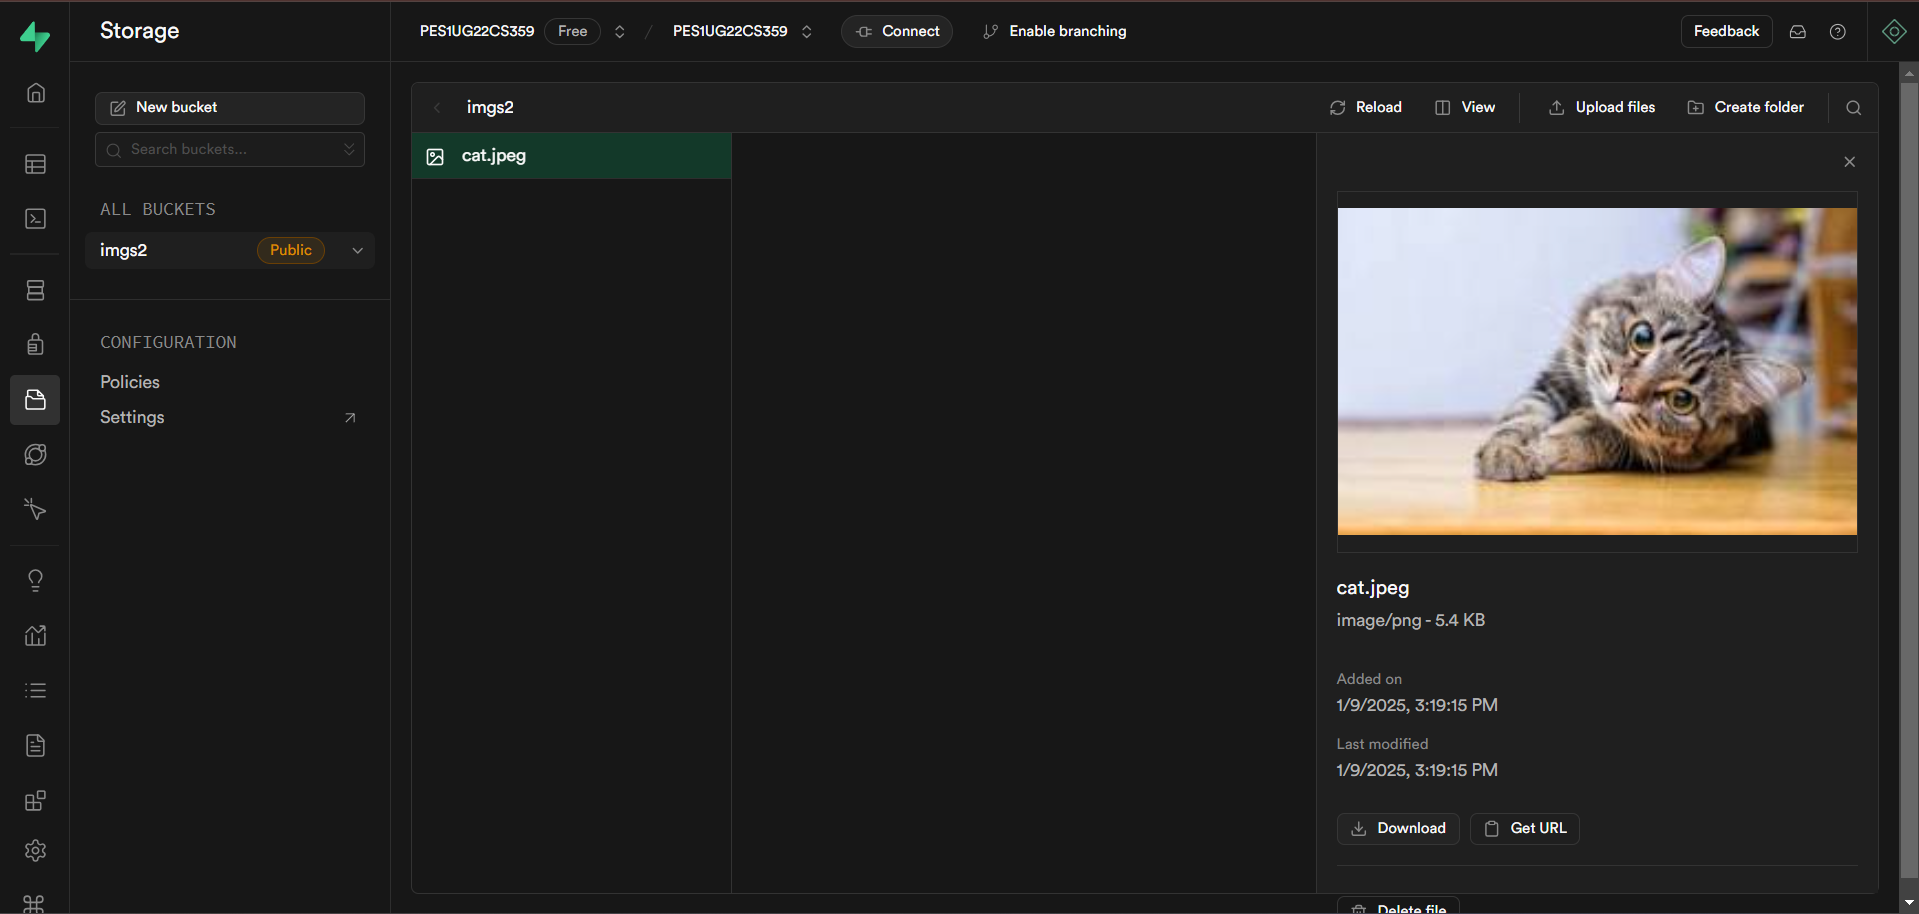 Storage
PES1UG22CS359 Free / PES1UG22CS359 Connect Enable branching Feedback
New bucket
Search buckets...
ALL BUCKETS
imgs2 Public
CONFIGURATION
Policies
Settings
imgs2 Reload View Upload files Create folder
cat.jpeg
cat.jpeg
image/png - 5.4 KB
Added on
1/9/2025, 3:19:15 PM
Last modified
1/9/2025, 3:19:15 PM
Download Get URL
Delete file